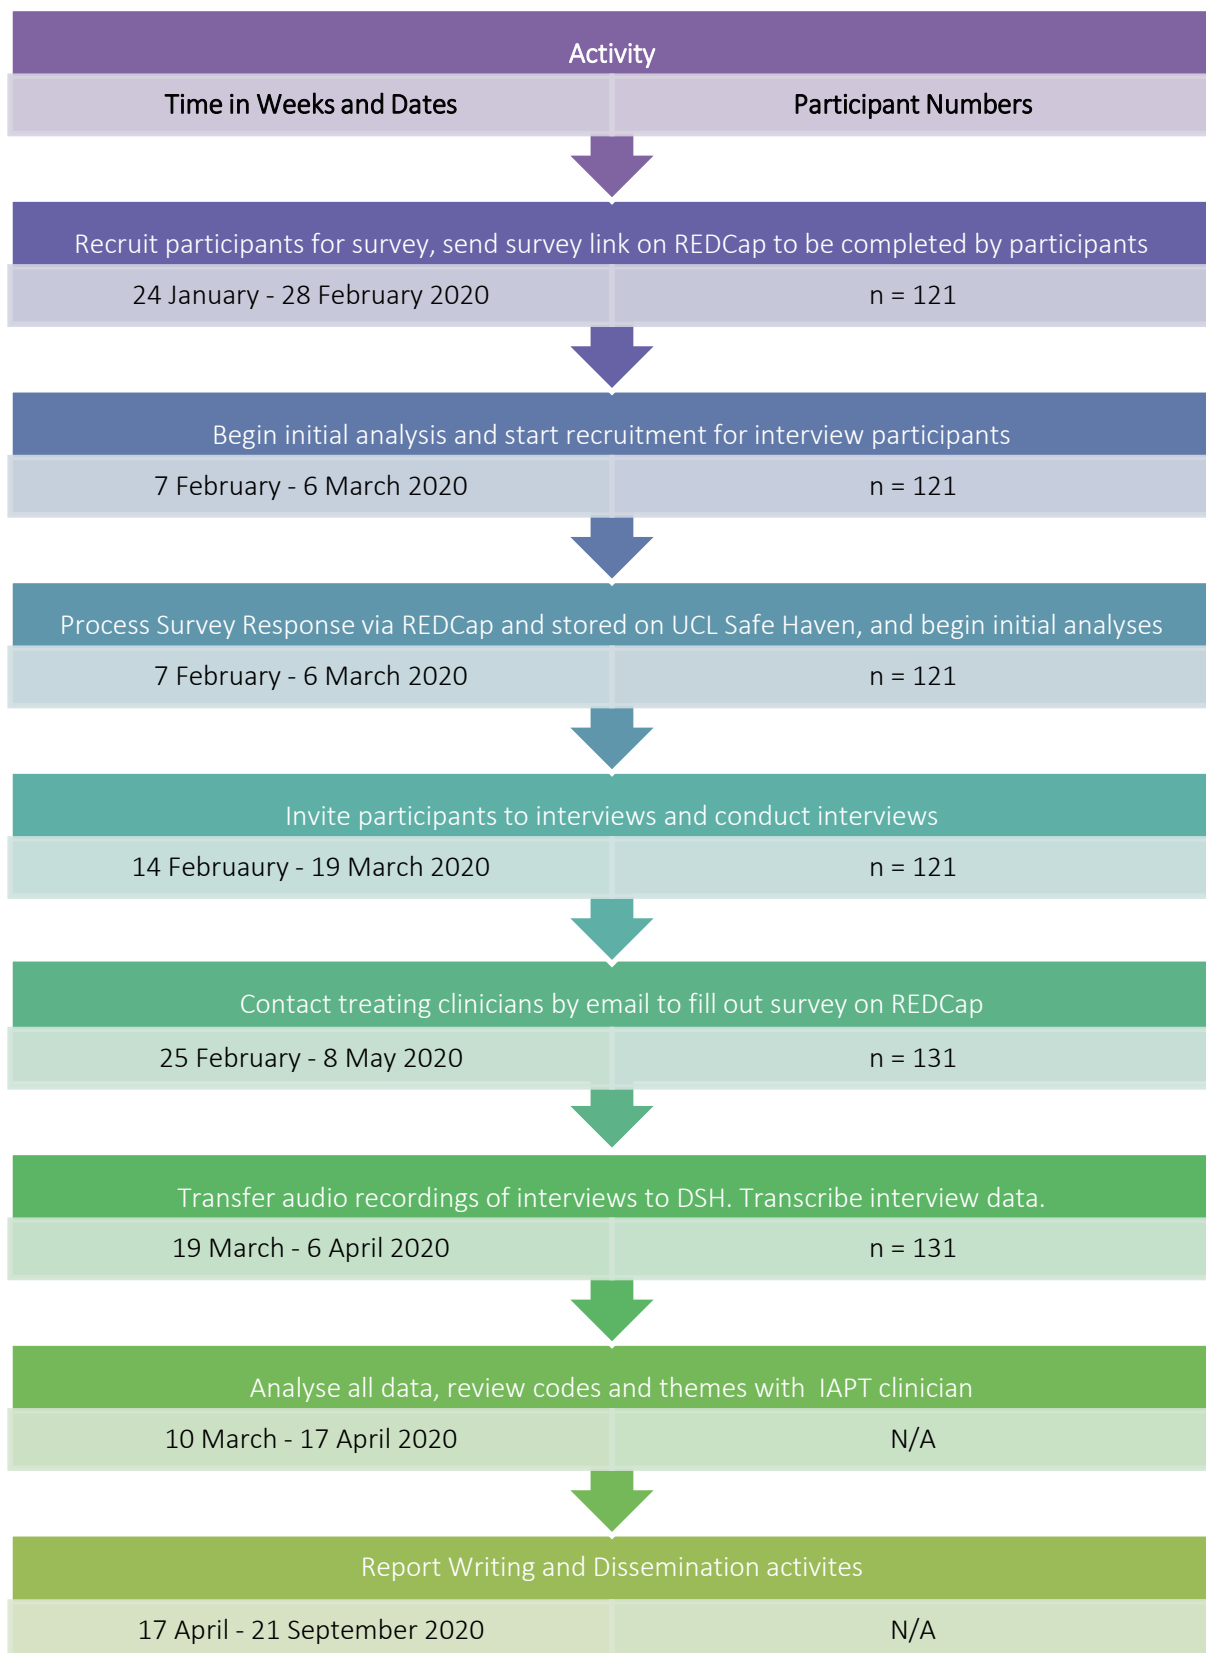 Activity
Time in Weeks and Dates Participant Numbers
Recruit participants for survey, send survey link on REDCap to be completed by participants
24 January - 28 February 2020 n = 121
Begin initial analysis and start recruitment for interview participants
7 February - 6 March 2020 n = 121
Process Survey Response via REDCap and stored on UCL Safe Haven, and begin initial analyses
7 February - 6 March 2020 n = 121
Invite participants to interviews and conduct interviews
14 Februaury - 19 March 2020 n = 121
Contact treating clinicians by email to fill out survey on REDCap
25 February - 8 May 2020 n = 131
Transfer audio recordings of interviews to DSH. Transcribe interview data.
19 March - 6 April 2020 n = 131
Analyse all data, review codes and themes with IAPT clinician
10 March - 17 April 2020 N/A
Report Writing and Dissemination activites
17 April - 21 September 2020 N/A